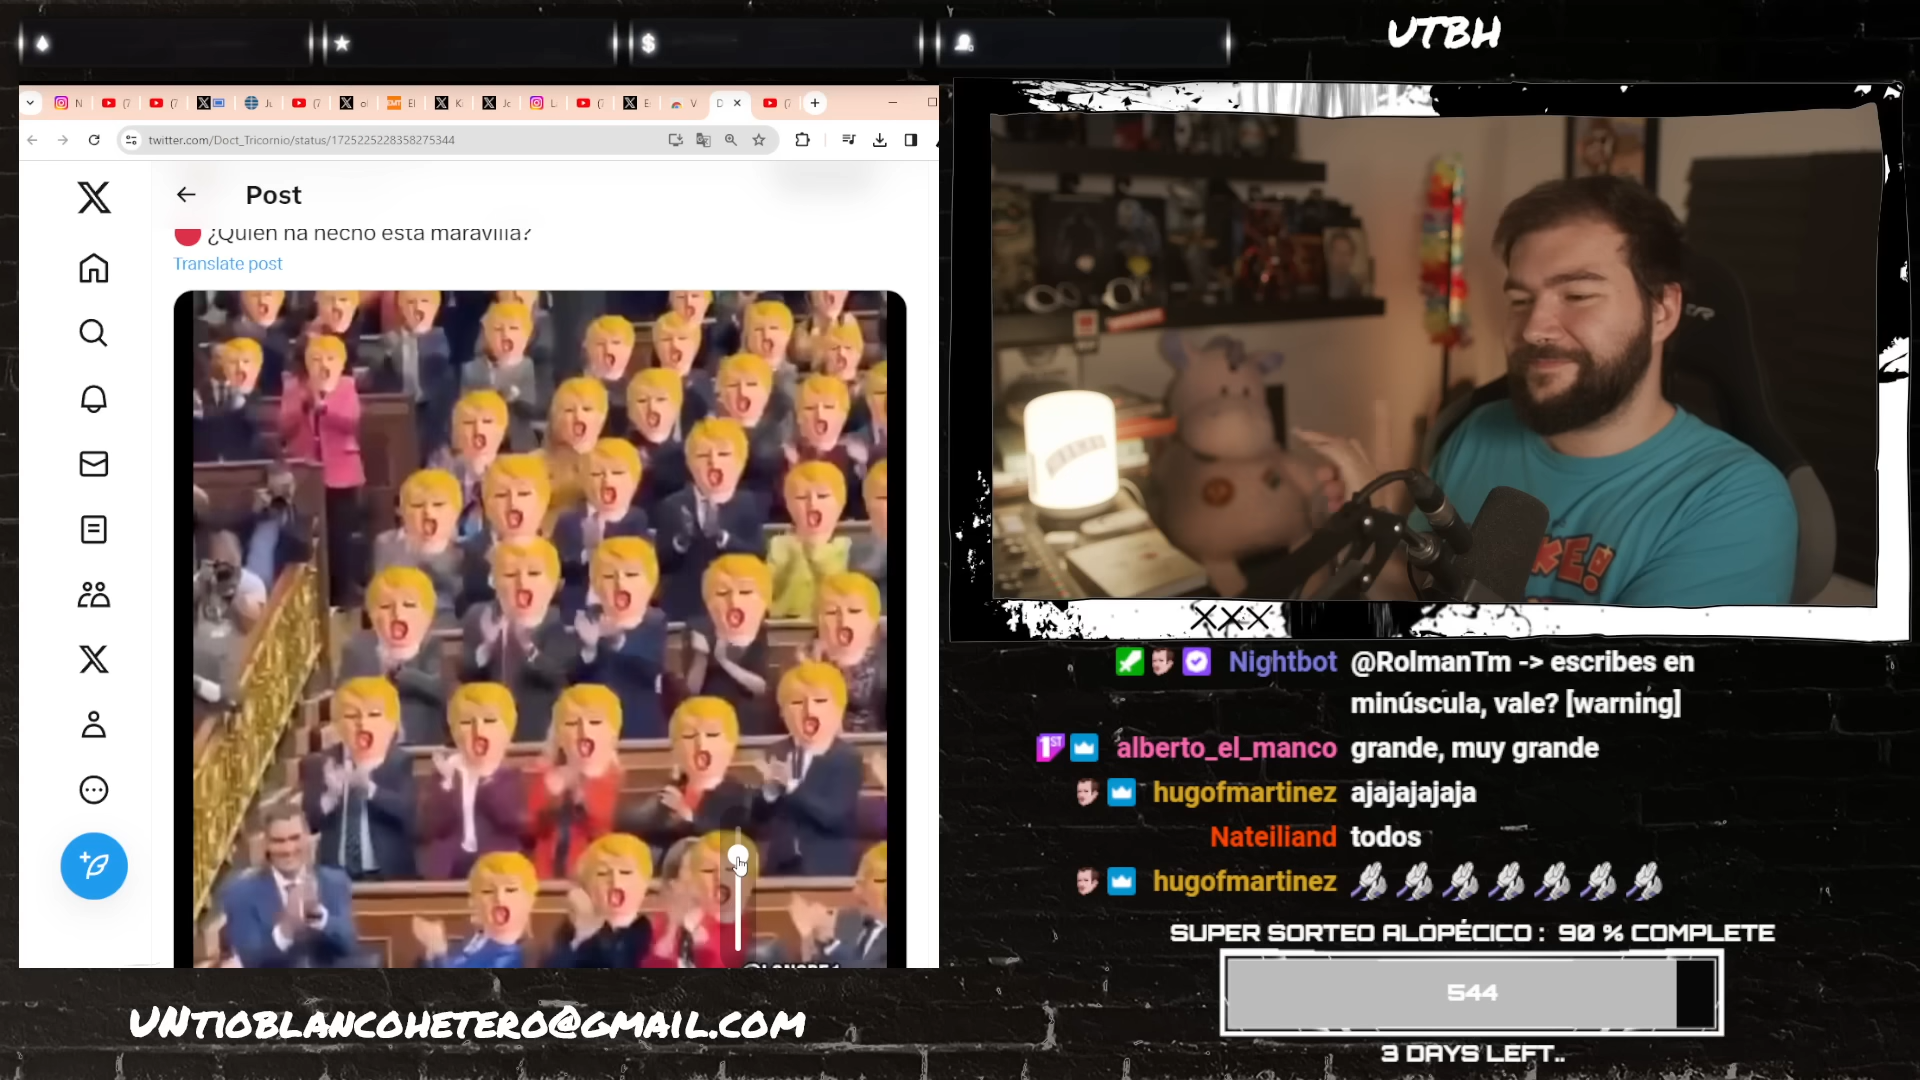 UTBH
twitter.com/Doct_Tricornio/status/1725225228358275344
Post
¿Quién ha hecho esta maravilla?
Translate post
Nightbot @RolmanTm -> escribes en
minúscula, vale? [warning]
1ST alberto_el_manco grande, muy grande
hugofmartinez ajajajajaja
Nateiliand todos
hugofmartinez
SUPER SORTEO ALOPÉCICO : 90 % COMPLETE
544
3 DAYS LEFT..
UNTIOBLANCOHETERO@GMAIL.COM